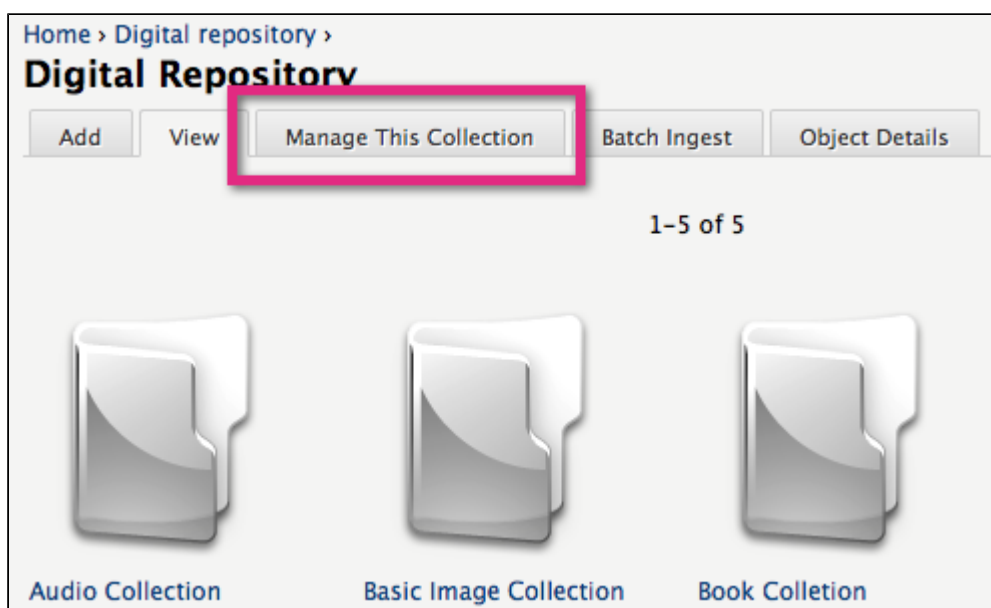 Home › Digital repository ›
Digital Repository
Add View Manage This Collection Batch Ingest Object Details
1–5 of 5
Audio Collection Basic Image Collection Book Colletion